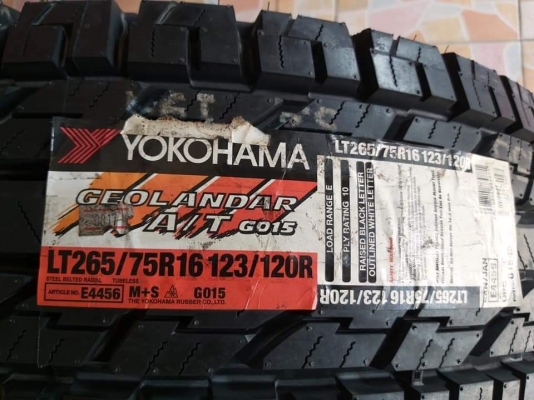 YOKOHAMA
GEOLANDAR
A/T G015
LT265/75R16 123/120R
STEEL BELTED RADIAL TUBELESS
ARTICLE NO E4456 M+S G015
THE YOKOHAMA RUBBER CO., LTD.
LOAD RANGE E
PLY RATING 10
RAISED BLACK LETTER
OUTLINED WHITE LETTER
LT265/75R16 123/120R
LT265/75R16 123/120R
E4456